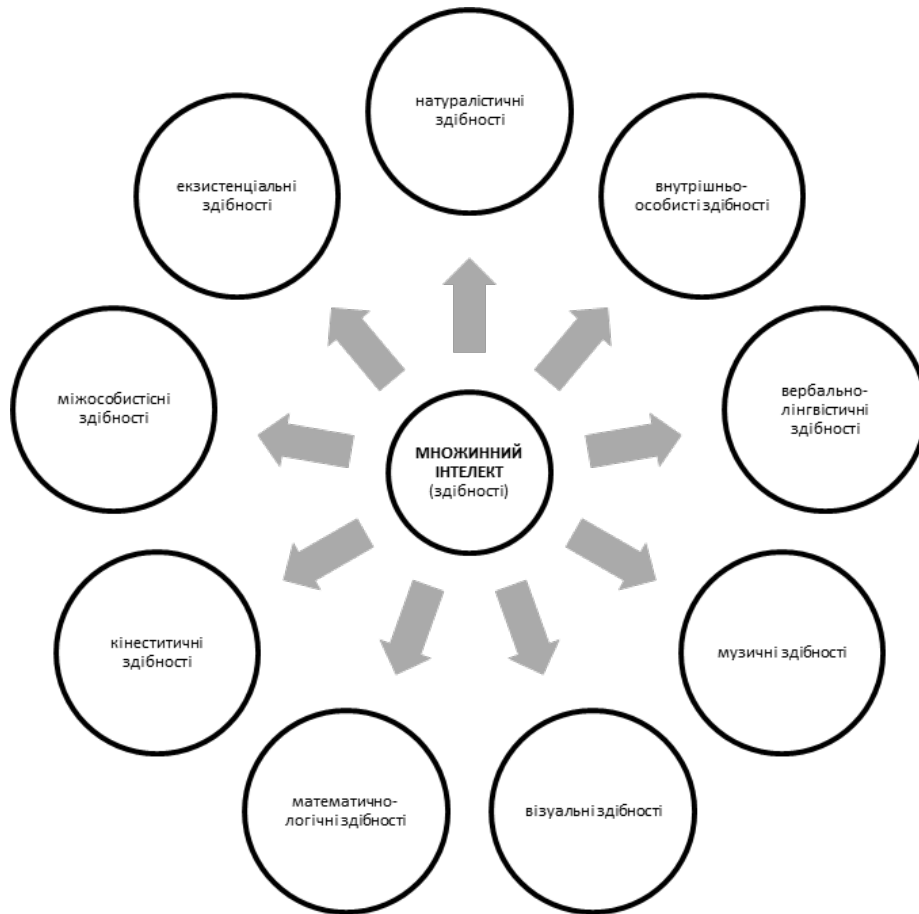 натуралістичні
здібності
внутрішньо-
особисті здібності
вербально-
лінгвістичні
здібності
музичні здібності
візуальні здібності
математично-
логічні здібності
кінеститичні
здібності
міжособистісні
здібності
екзистенціальні
здібності
МНОЖИННИЙ
ІНТЕЛЕКТ
(здібності)